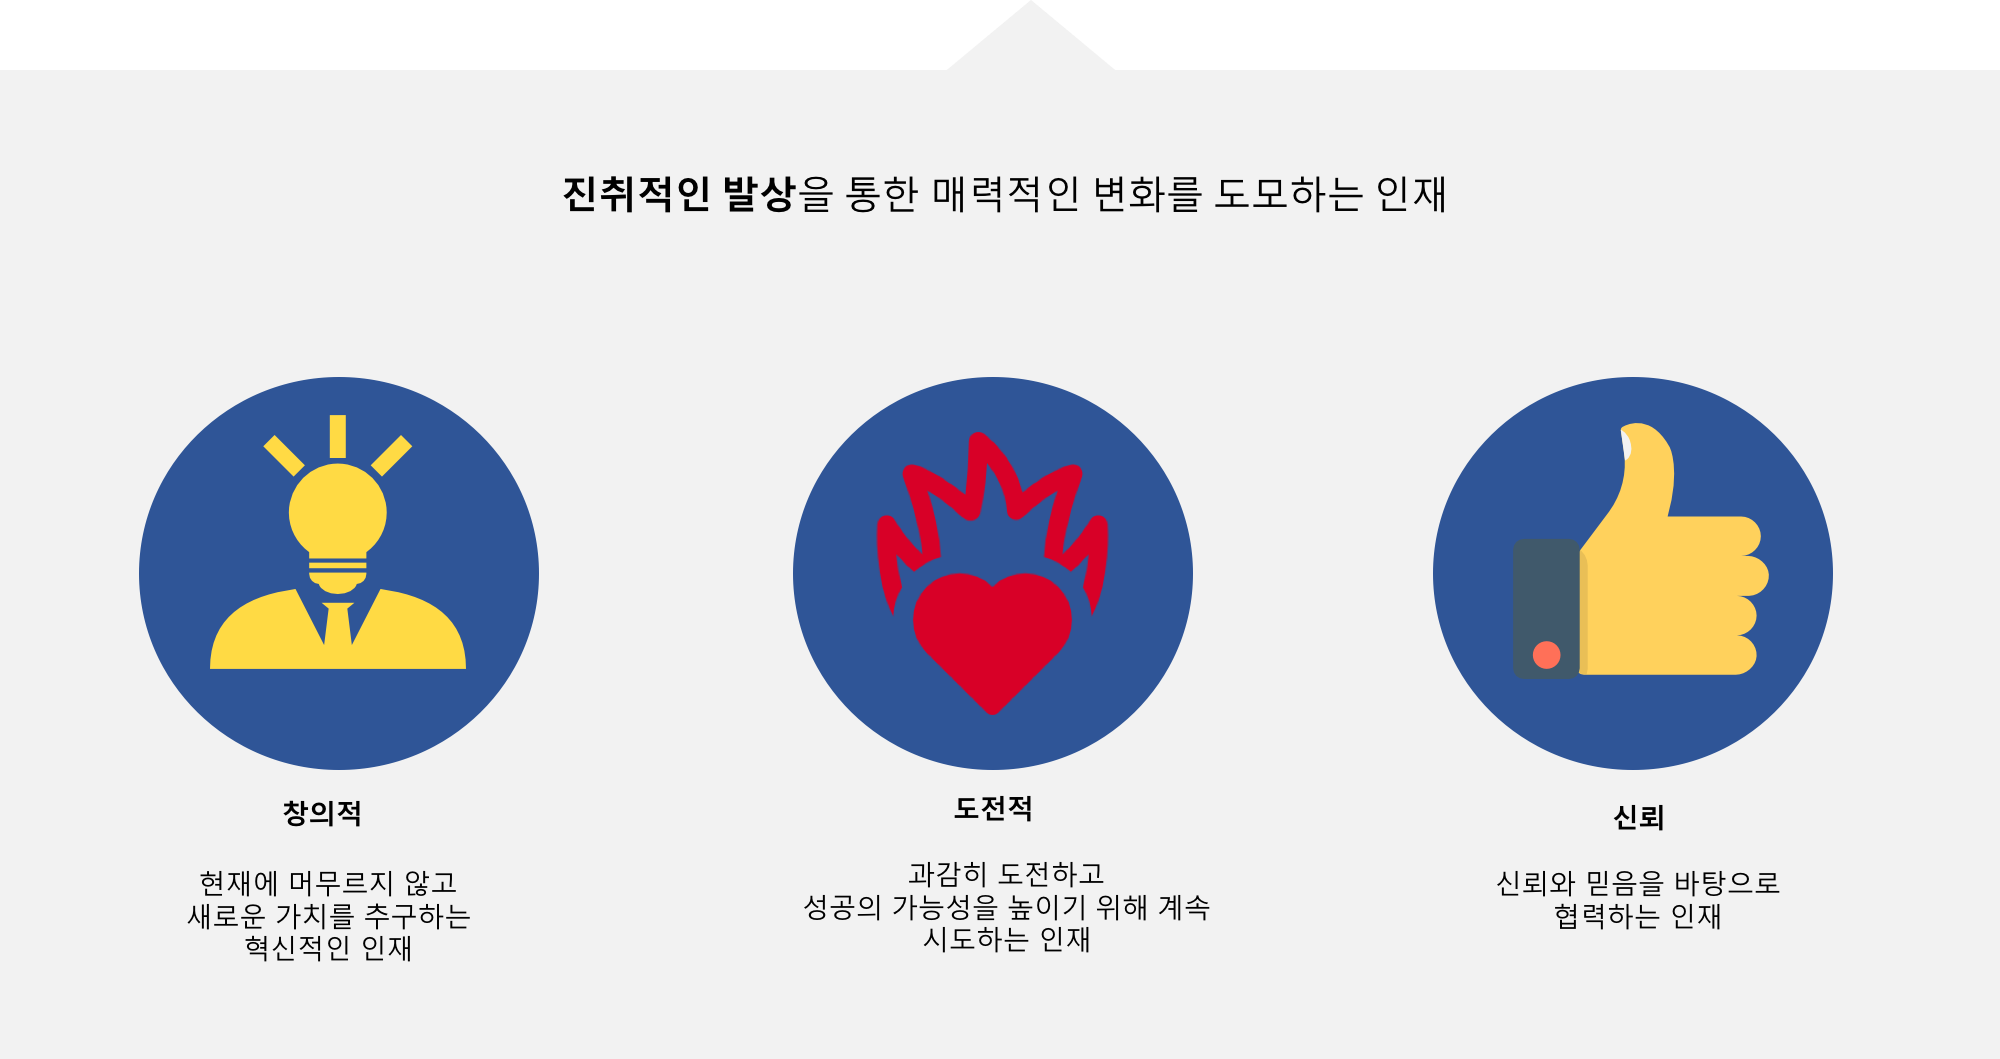 진취적인 발상을 통한 매력적인 변화를 도모하는 인재
창의적
현재에 머무르지 않고
새로운 가치를 추구하는
혁신적인 인재
도전적
과감히 도전하고
성공의 가능성을 높이기 위해 계속
시도하는 인재
신뢰
신뢰와 믿음을 바탕으로
협력하는 인재